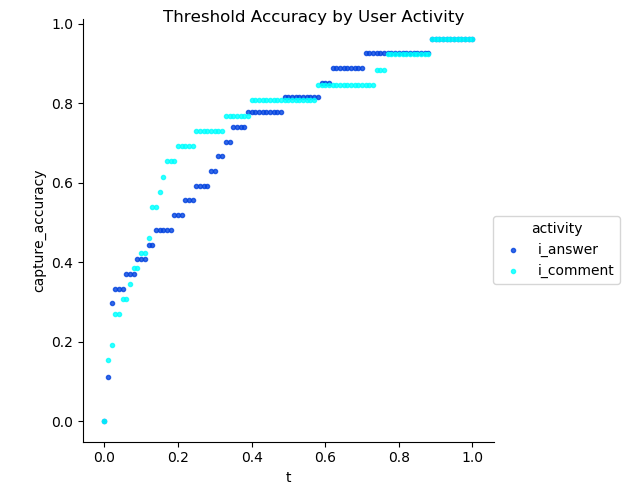 Threshold Accuracy by User Activity
1.0
0.8
0.6
0.4
0.2
0.0
capture_accuracy
0.0 0.2 0.4 0.6 0.8 1.0
t
activity
i_answer
i_comment